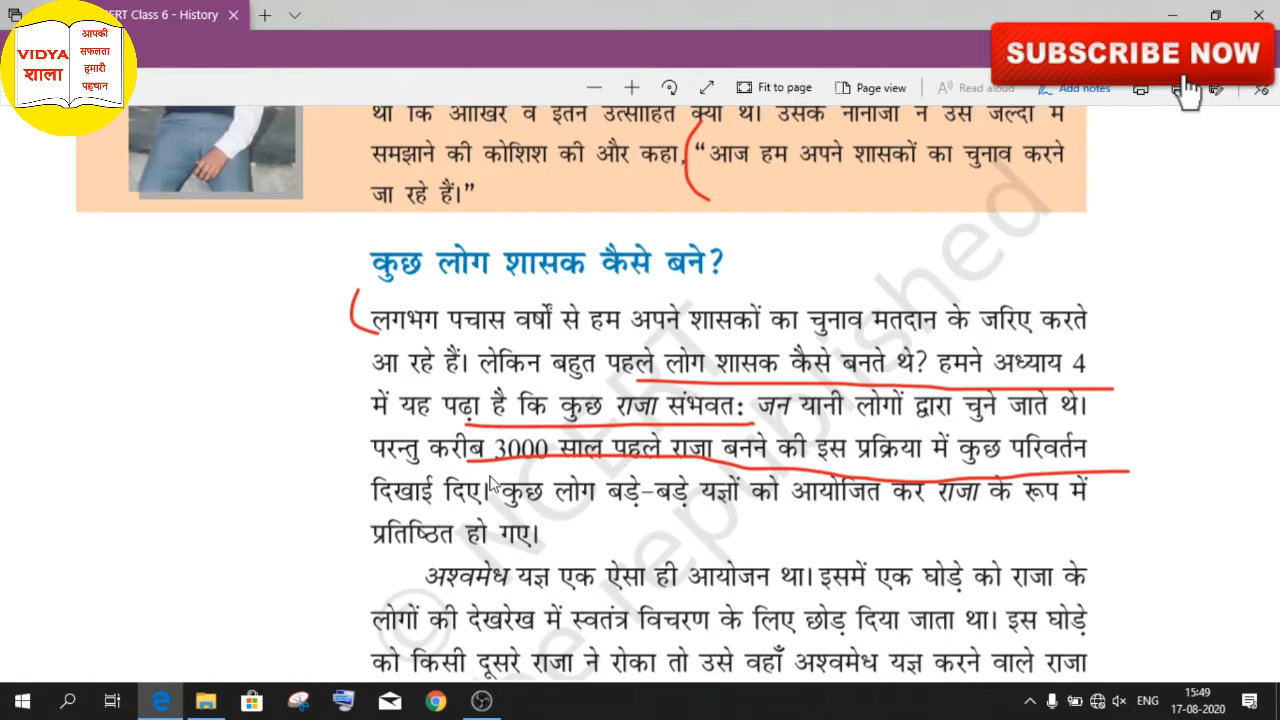 NCERT Class 6 - History
VIDYA
शाला
आपकी
सफलता
हमारी
पहचान
SUBSCRIBE NOW
Fit to page
Page view
Read aloud
Add notes
था कि आखिर वे इतने उत्साहित क्यों थे। उसके नानाजी ने उसे जल्दी में
समझाने की कोशिश की और कहा, “आज हम अपने शासकों का चुनाव करने
जा रहे हैं।”
कुछ लोग शासक कैसे बने?
लगभग पचास वर्षों से हम अपने शासकों का चुनाव मतदान के जरिए करते
आ रहे हैं। लेकिन बहुत पहले लोग शासक कैसे बनते थे? हमने अध्याय 4
में यह पढ़ा है कि कुछ राजा संभवत: जन यानी लोगों द्वारा चुने जाते थे।
परन्तु करीब 3000 साल पहले राजा बनने की इस प्रक्रिया में कुछ परिवर्तन
दिखाई दिए। कुछ लोग बड़े-बड़े यज्ञों को आयोजित कर राजा के रूप में
प्रतिष्ठित हो गए।
अश्वमेध यज्ञ एक ऐसा ही आयोजन था। इसमें एक घोड़े को राजा के
लोगों की देखरेख में स्वतंत्र विचरण के लिए छोड़ दिया जाता था। इस घोड़े
को किसी दूसरे राजा ने रोका तो उसे वहाँ अश्वमेध यज्ञ करने वाले राजा
© NCERT
be republished
ENG
15:49
17-08-2020